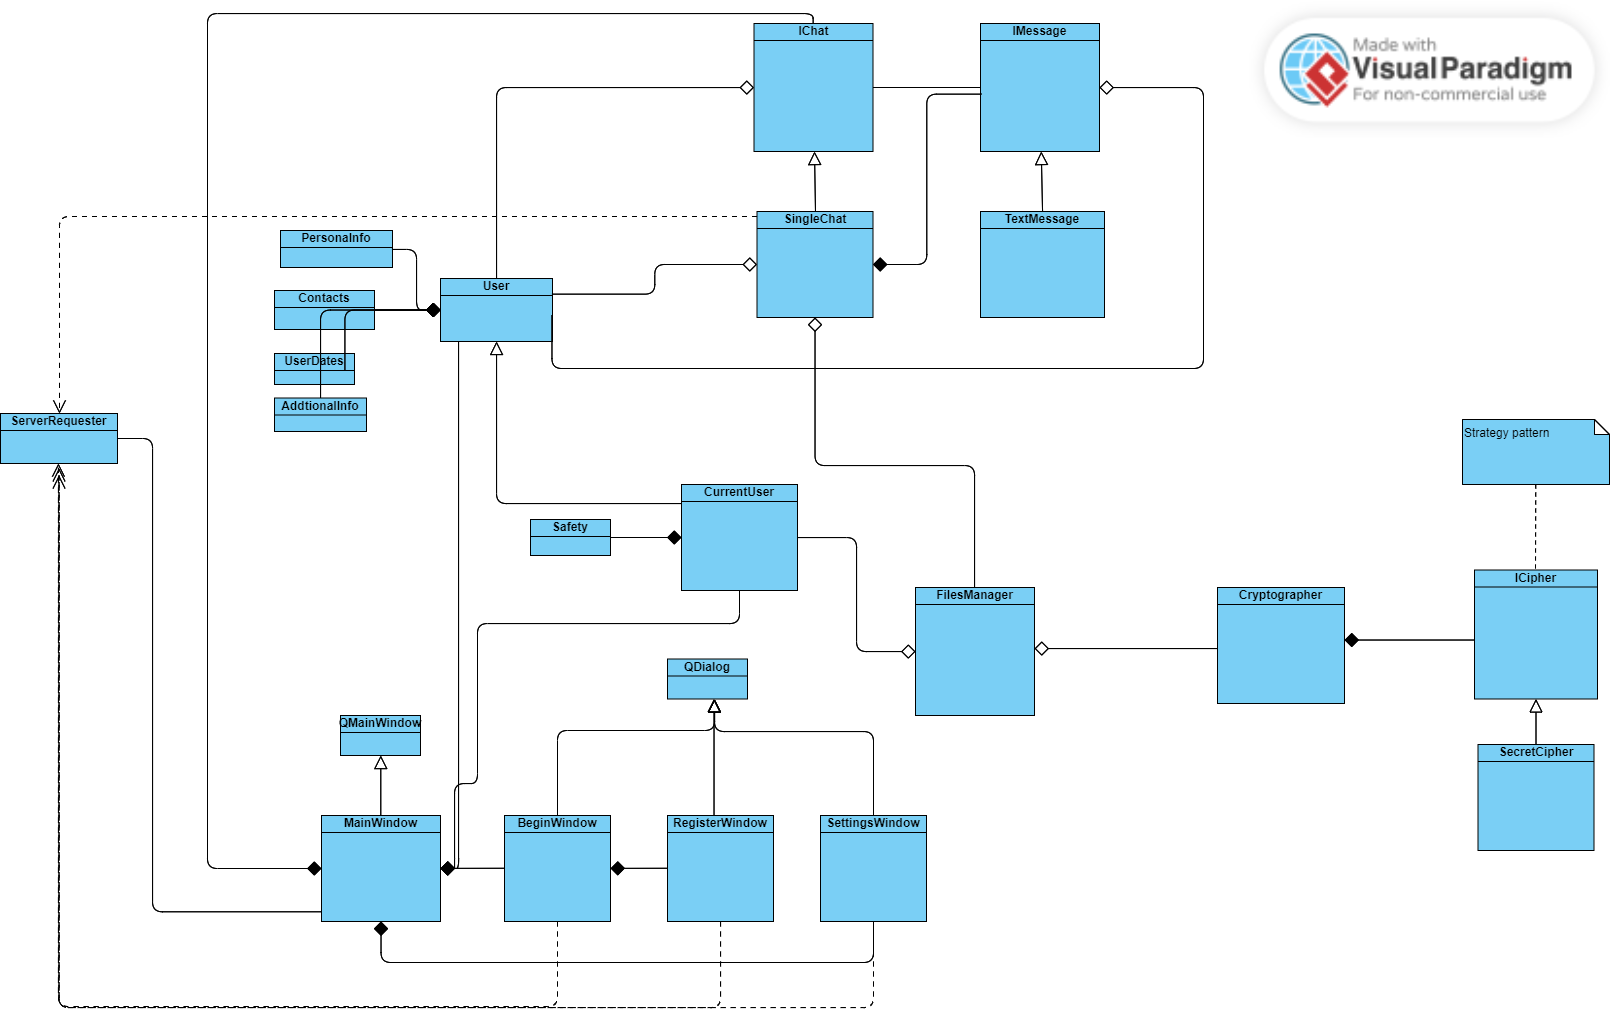 IChat
IMessage
Made with
Visual Paradigm
For non-commercial use
SingleChat
TextMessage
PersonaInfo
User
Contacts
UserDates
AddtionalInfo
ServerRequester
Strategy pattern
CurrentUser
Safety
ICipher
FilesManager
Cryptographer
QDialog
QMainWindow
SecretCipher
MainWindow
BeginWindow
RegisterWindow
SettingsWindow